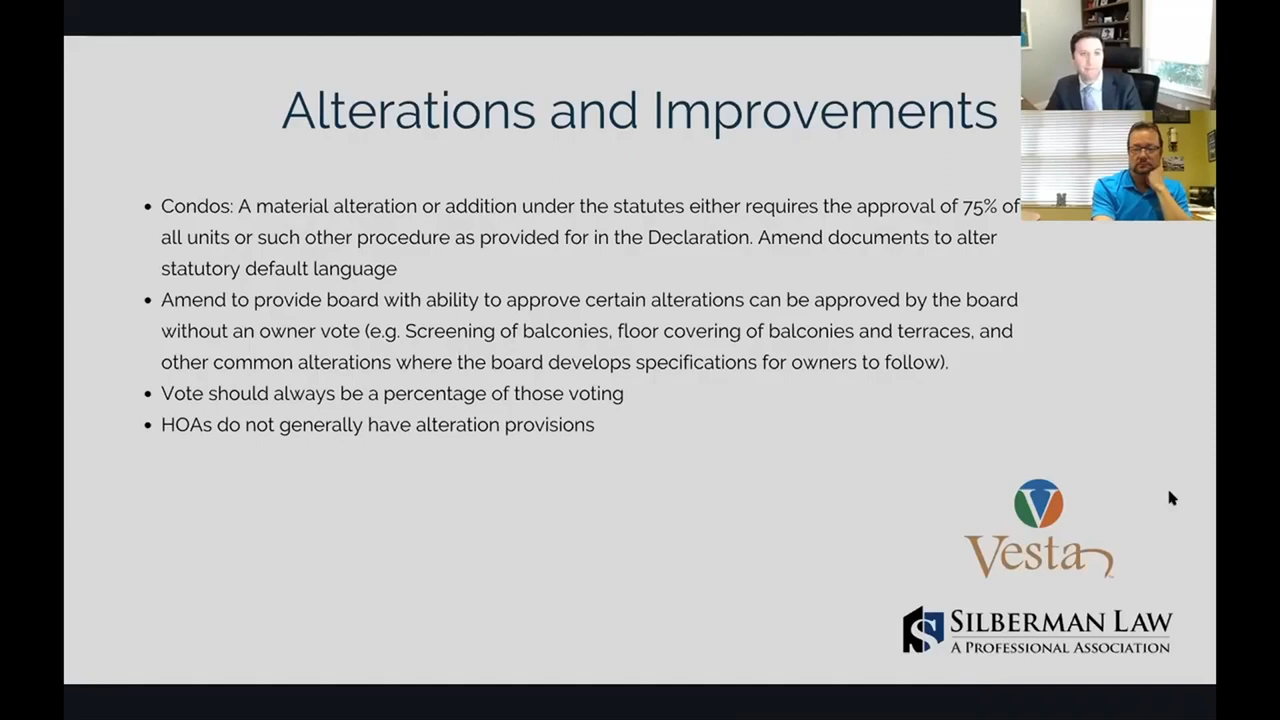 Alterations and Improvements
• Condos: A material alteration or addition under the statutes either requires the approval of 75% of
all units or such other procedure as provided for in the Declaration. Amend documents to alter
statutory default language
• Amend to provide board with ability to approve certain alterations can be approved by the board
without an owner vote (e.g. Screening of balconies, floor covering of balconies and terraces, and
other common alterations where the board develops specifications for owners to follow).
• Vote should always be a percentage of those voting
• HOAs do not generally have alteration provisions
V
Vesta
S
SILBERMAN LAW
A PROFESSIONAL ASSOCIATION